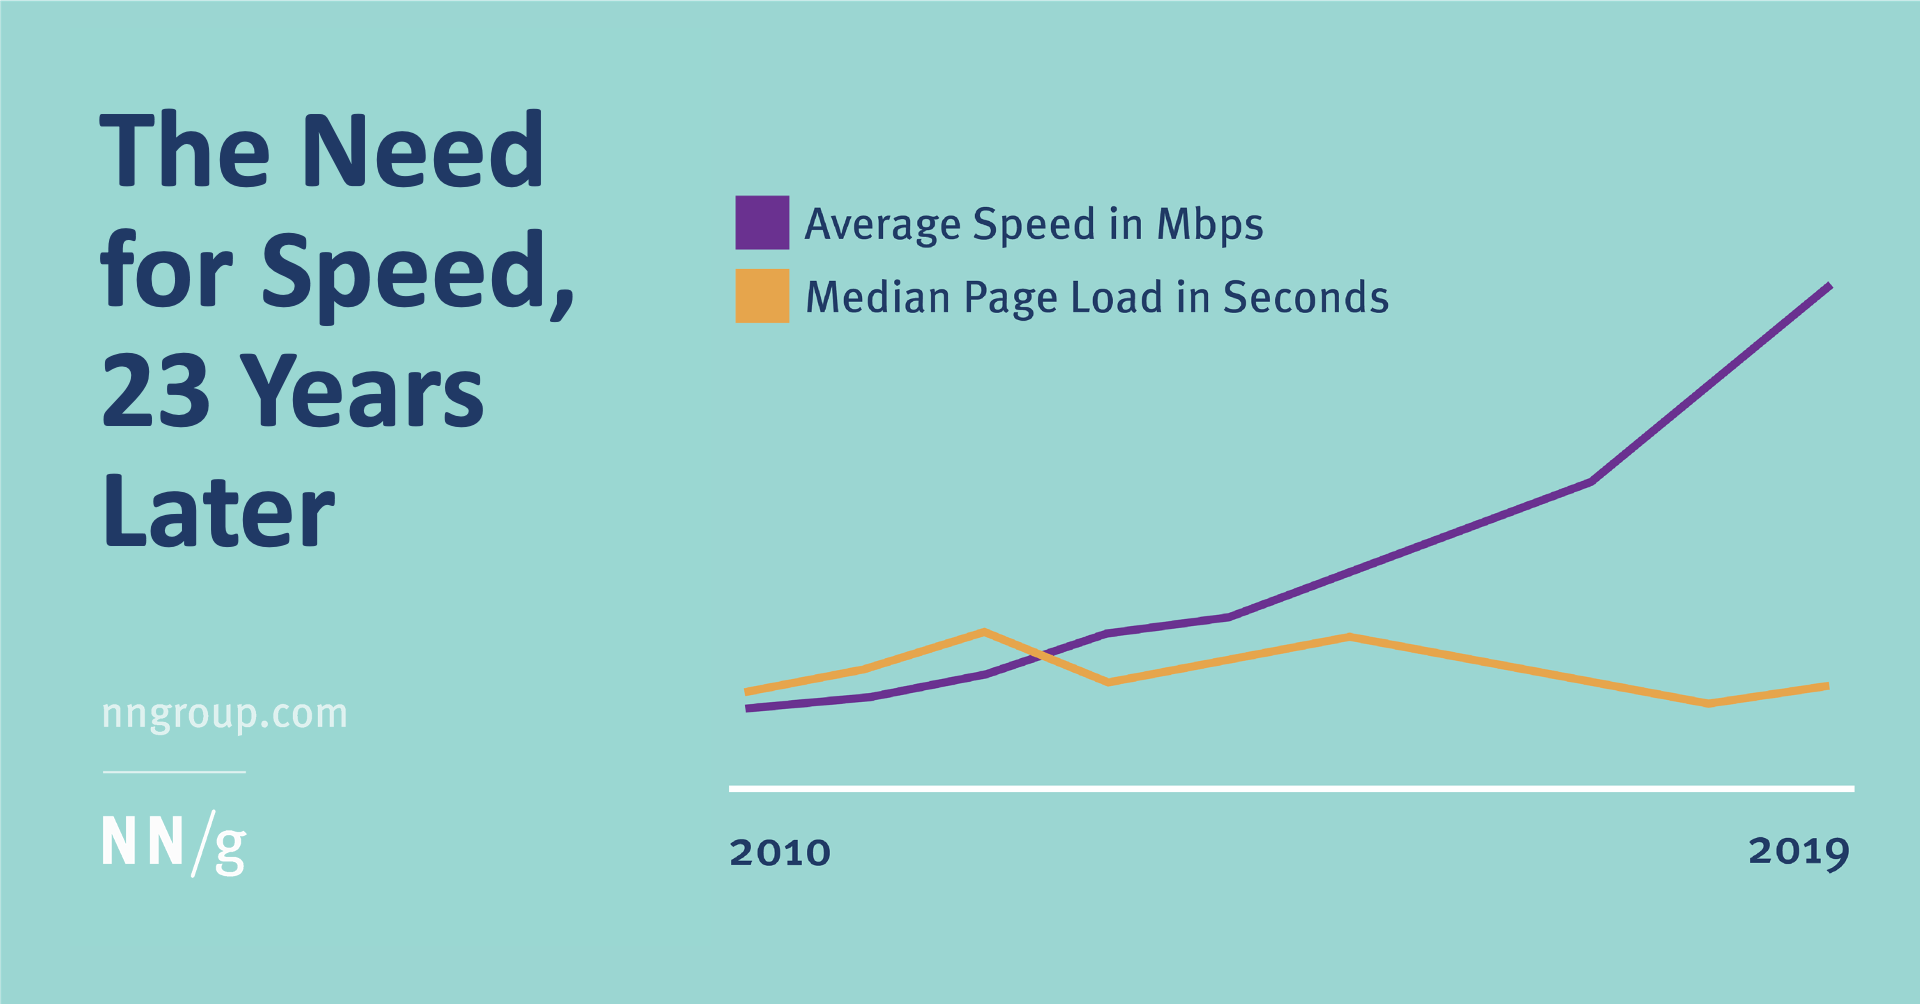 The Need
for Speed,
23 Years
Later
nngroup.com
NN/g
Average Speed in Mbps
Median Page Load in Seconds
2010
2019